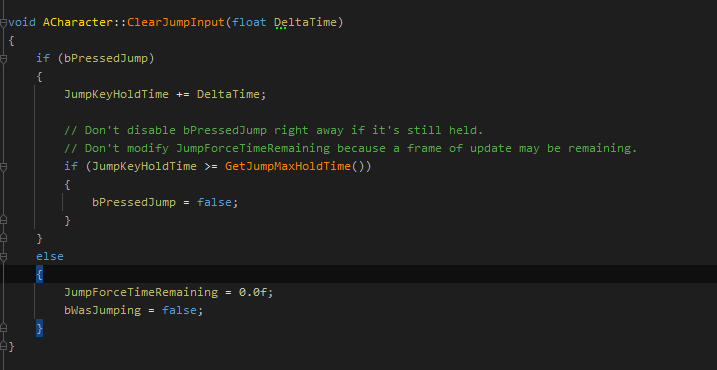 void ACharacter::ClearJumpInput(float DeltaTime)
{
    if (bPressedJump)
    {
        JumpKeyHoldTime += DeltaTime;

        // Don't disable bPressedJump right away if it's still held.
        // Don't modify JumpForceTimeRemaining because a frame of update may be remaining.
        if (JumpKeyHoldTime >= GetJumpMaxHoldTime())
        {
            bPressedJump = false;
        }
    }
    else
    {
        JumpForceTimeRemaining = 0.0f;
        bWasJumping = false;
    }
}